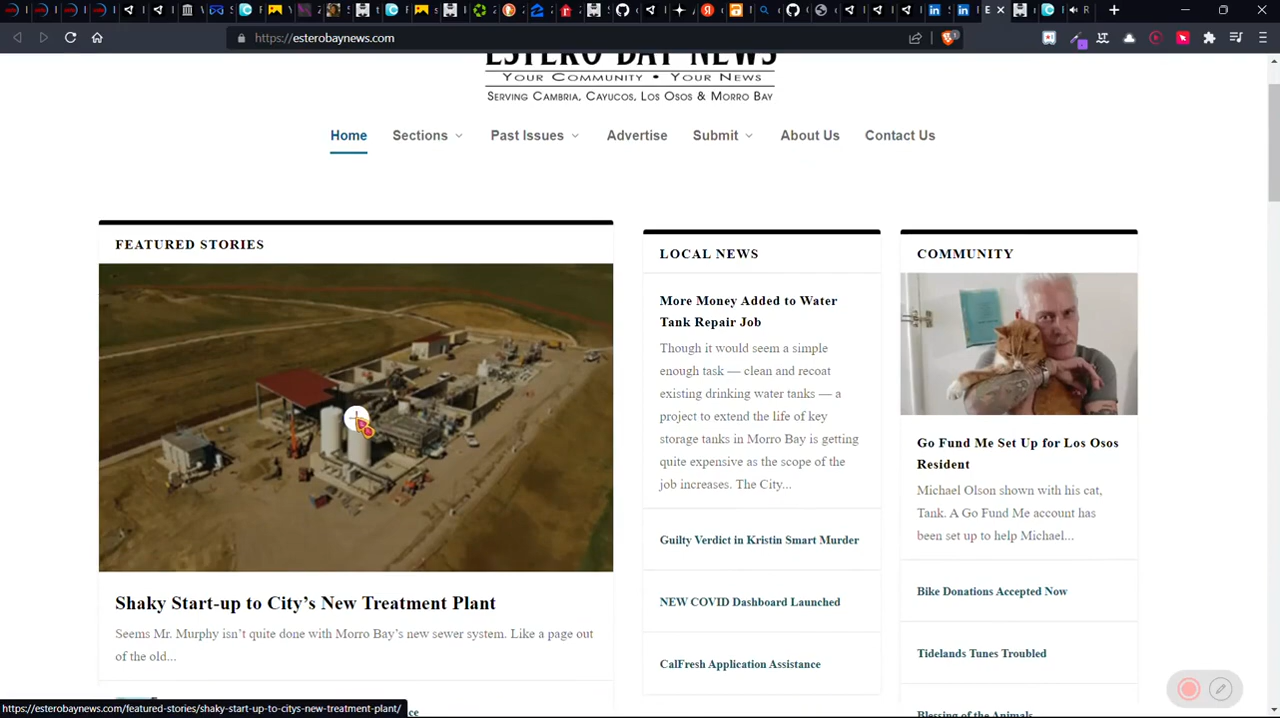 https://esterobaynews.com
ESTERO BAY NEWS
YOUR COMMUNITY • YOUR NEWS
SERVING CAMBRIA, CAYUCOS, LOS OSOS & MORRO BAY
Home Sections Past Issues Advertise Submit About Us Contact Us
FEATURED STORIES
Shaky Start-up to City’s New Treatment Plant
Seems Mr. Murphy isn’t quite done with Morro Bay’s new sewer system. Like a page out
of the old...
LOCAL NEWS
More Money Added to Water
Tank Repair Job
Though it would seem a simple
enough task — clean and recoat
existing drinking water tanks — a
project to extend the life of key
storage tanks in Morro Bay is getting
quite expensive as the scope of the
job increases. The City...
Guilty Verdict in Kristin Smart Murder
NEW COVID Dashboard Launched
CalFresh Application Assistance
COMMUNITY
Go Fund Me Set Up for Los Osos
Resident
Michael Olson shown with his cat,
Tank. A Go Fund Me account has
been set up to help Michael...
Bike Donations Accepted Now
Tidelands Tunes Troubled
Blessing of the Animals
https://esterobaynews.com/featured-stories/shaky-start-up-to-citys-new-treatment-plant/